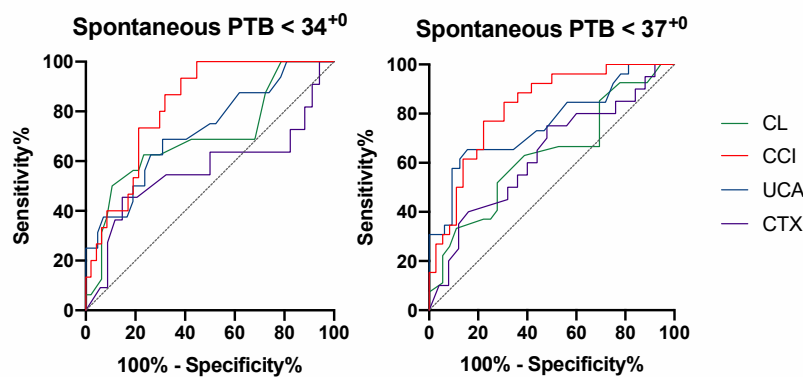 Spontaneous PTB < 34+0
Spontaneous PTB < 37+0
100
80
60
40
20
0
Sensitivity%
0 20 40 60 80 100
100% - Specificity%
100
80
60
40
20
0
Sensitivity%
0 20 40 60 80 100
100% - Specificity%
CL
CCI
UCA
CTX